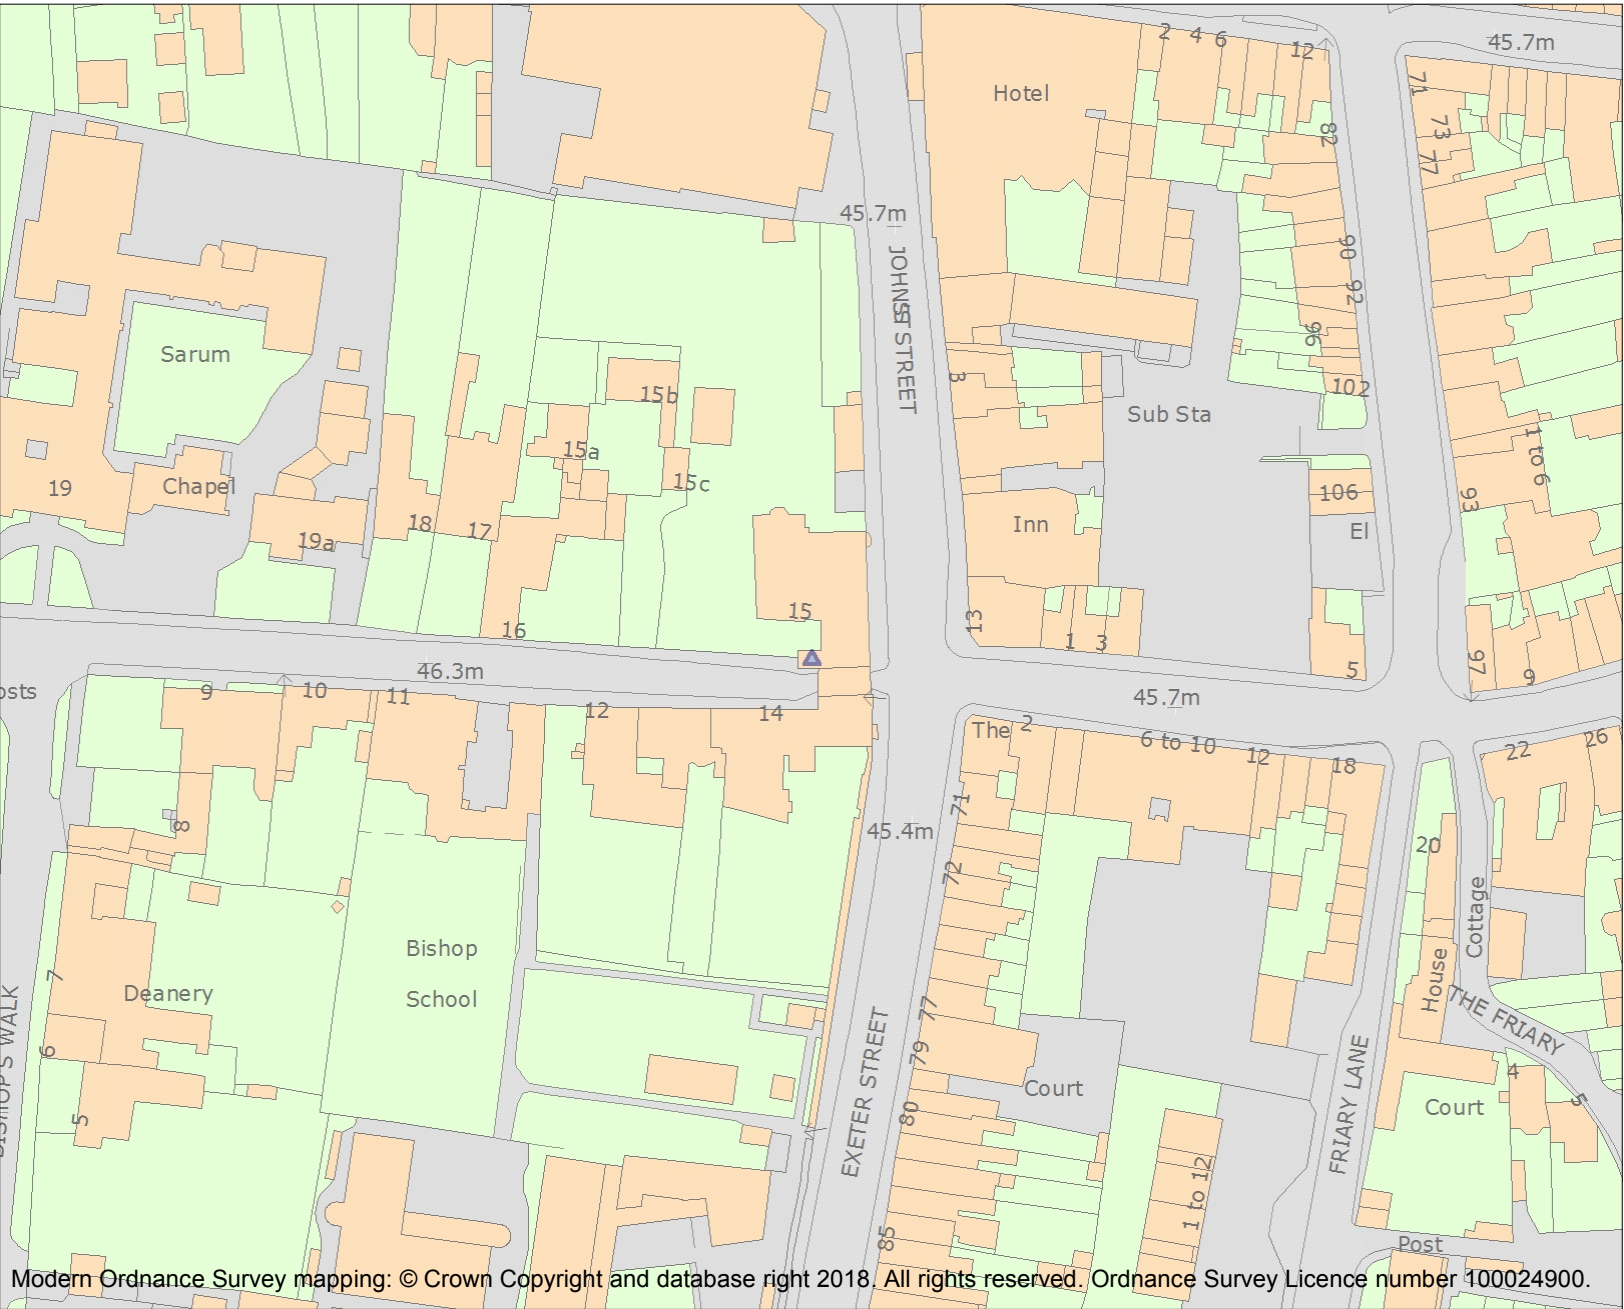 2 4 6
12
45.7m
Hotel
71
73
77
82
45.7m
JOHN STREET
ST
90
92
96
Sarum
3
102
15b
Sub Sta
15a
15c
1 to 6
19
Chapel
106
93
18
17
Inn
El
19a
15
13
16
1
3
97
46.3m
5
9
osts
9
10
11
45.7m
12
14
The
2
6 to 10
12
18
22
26
71
8
45.4m
20
72
Cottage
Bishop
School
House
7
Deanery
77
THE FRIARY
6
79
Court
4
5
Court
80
5
EXETER STREET
FRIARY LANE
BISHOP'S WALK
1 to 12
85
Post
Modern Ordnance Survey mapping: © Crown Copyright and database right 2018. All rights reserved. Ordnance Survey Licence number 100024900.